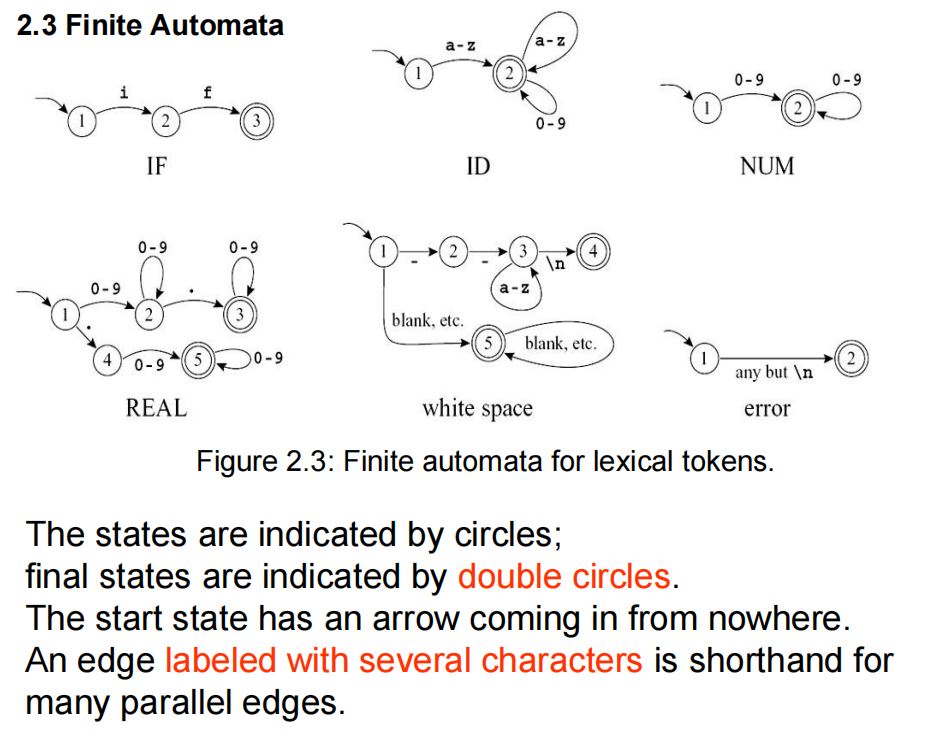 2.3 Finite Automata
i
f
1
2
3
IF
a-z
a-z
1
2
0-9
ID
0-9
0-9
1
2
NUM
0-9
0-9
0-9
.
1
2
3
.
4
0-9
5
0-9
REAL
1
-
2
-
3
\n
4
a-z
blank, etc.
5
blank, etc.
white space
1
any but \n
2
error
Figure 2.3: Finite automata for lexical tokens.
The states are indicated by circles;
final states are indicated by double circles.
The start state has an arrow coming in from nowhere.
An edge labeled with several characters is shorthand for
many parallel edges.